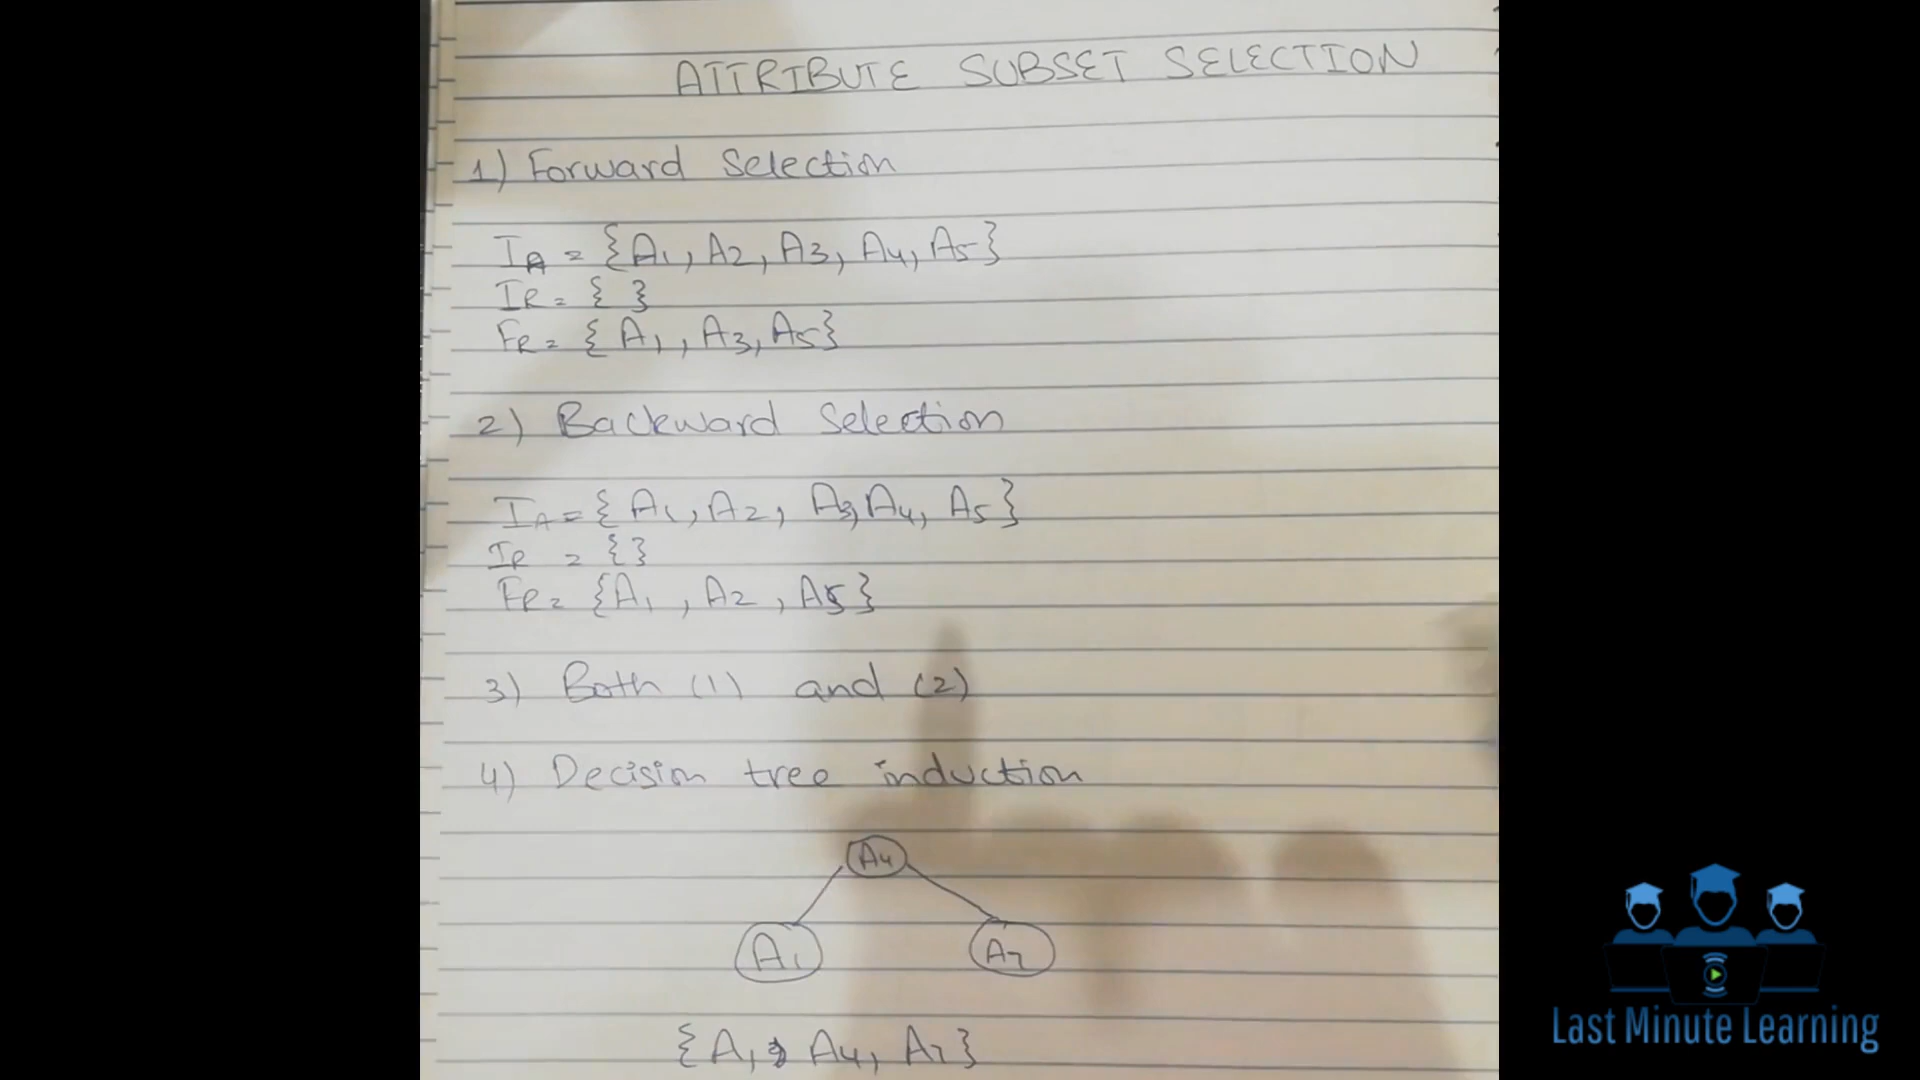 ATTRIBUTE SUBSET SELECTION
1) Forward Selection
IA = {A1, A2, A3, A4, A5}
IR = { }
FR = {A1, A3, A5}
2) Backward Selection
IA = {A1, A2, A3, A4, A5}
IR = {}
FR = {A1, A2, A5}
3) Both (1) and (2)
4) Decision tree induction
A4
A1 A7
{A1, A4, A7}
Last Minute Learning